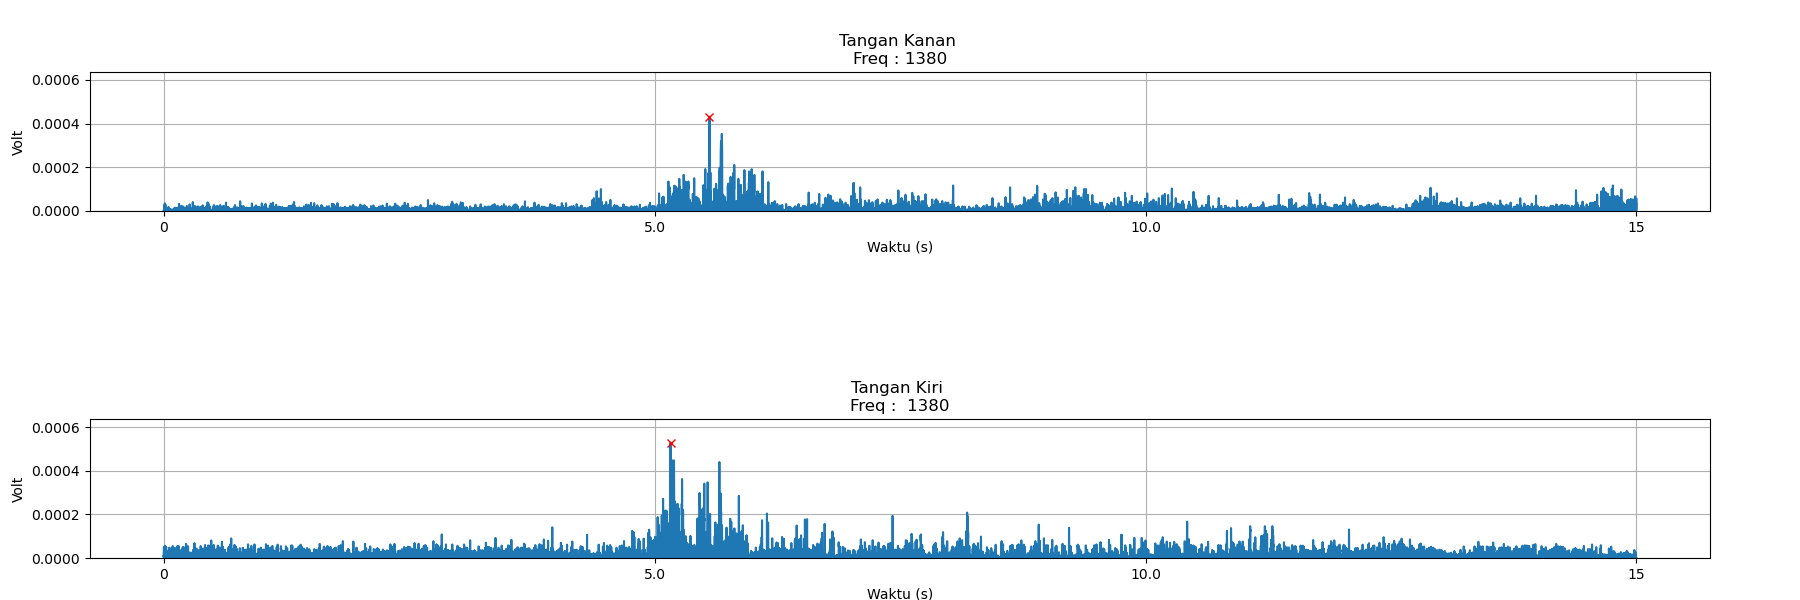 Tangan Kanan
Freq : 1380
0.0006
0.0004
0.0002
0.0000
Volt
0 5.0 10.0 15
Waktu (s)
Tangan Kiri
Freq :  1380
0.0006
0.0004
0.0002
0.0000
Volt
0 5.0 10.0 15
Waktu (s)